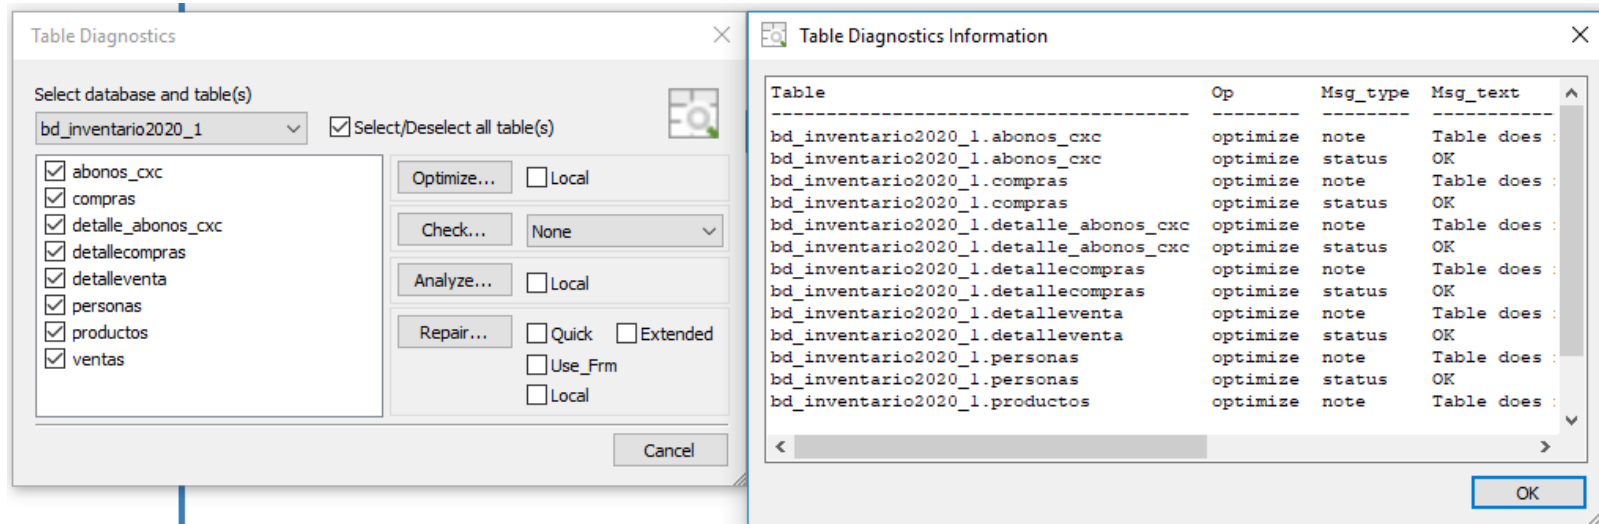 Table Diagnostics
Select database and table(s)
bd_inventario2020_1
Select/Deselect all table(s)
abonos_cxc
compras
detalle_abonos_cxc
detallecompras
detalleventa
personas
productos
ventas
Optimize... Local
Check... None
Analyze... Local
Repair... Quick Extended
Use_Frm
Local
Cancel
Table Diagnostics Information
Table Op Msg_type Msg_text
-------------------------------------- -------- -------- -----------
bd_inventario2020_1.abonos_cxc optimize note Table does
bd_inventario2020_1.abonos_cxc optimize status OK
bd_inventario2020_1.compras optimize note Table does
bd_inventario2020_1.compras optimize status OK
bd_inventario2020_1.detalle_abonos_cxc optimize note Table does
bd_inventario2020_1.detalle_abonos_cxc optimize status OK
bd_inventario2020_1.detallecompras optimize note Table does
bd_inventario2020_1.detallecompras optimize status OK
bd_inventario2020_1.detalleventa optimize note Table does
bd_inventario2020_1.detalleventa optimize status OK
bd_inventario2020_1.personas optimize note Table does
bd_inventario2020_1.personas optimize status OK
bd_inventario2020_1.productos optimize note Table does
OK